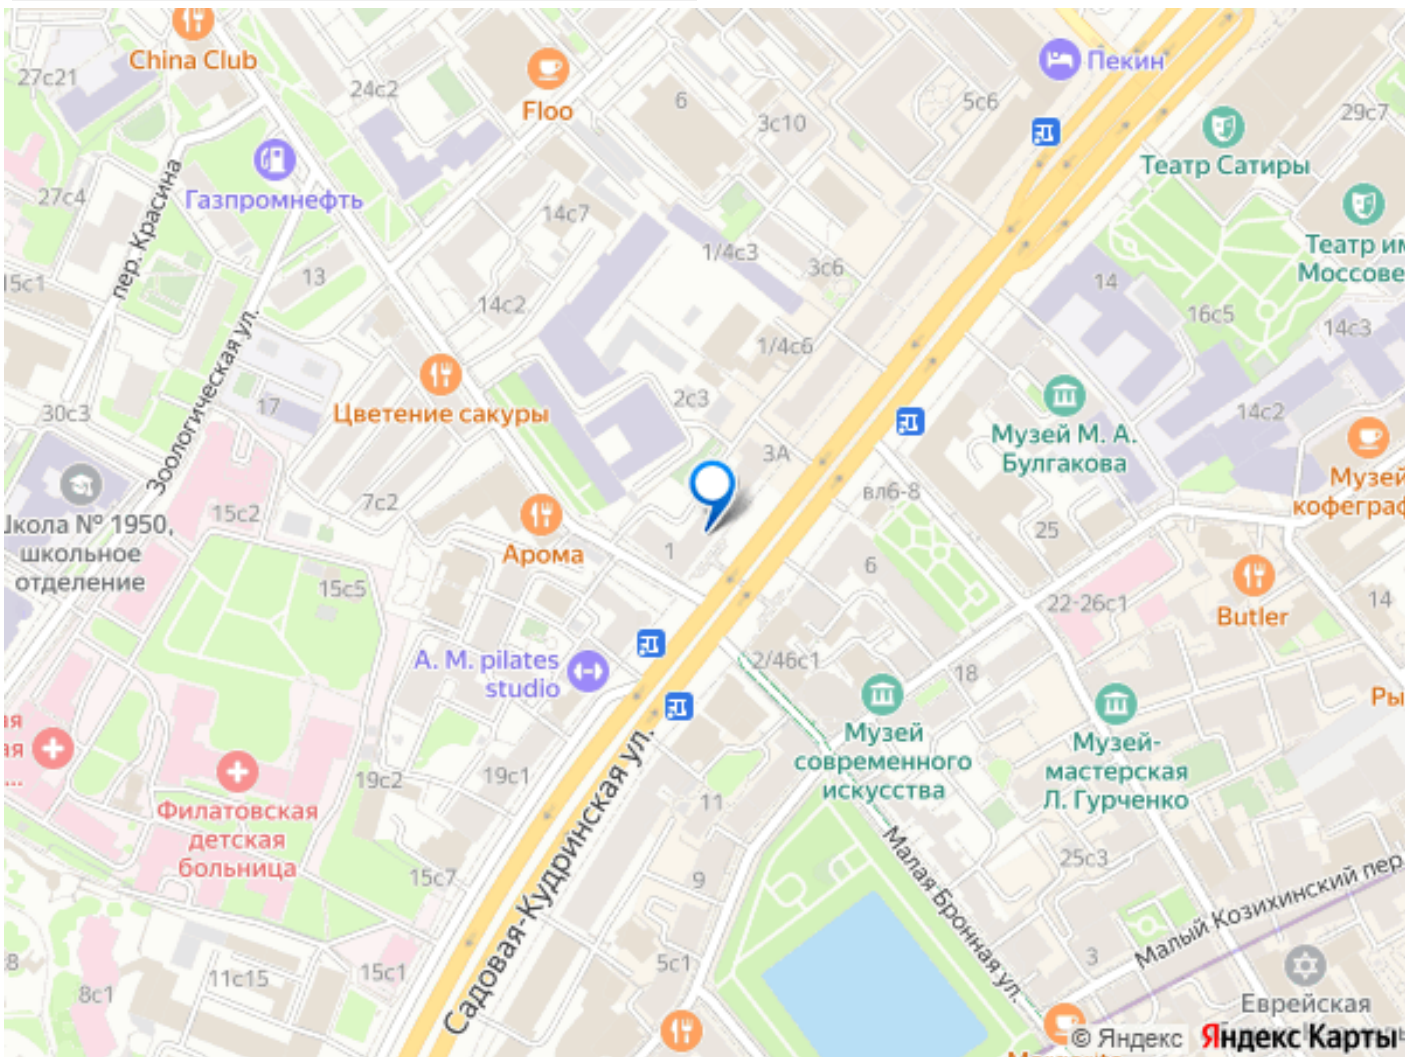 China Club
27с21
24с2
Floo
6
3с10
Пекин
5с6
29с7
Театр Сатиры
Газпромнефть
27с4
пер. Красина
14с7
1/4с3
3с6
Театр им
Моссове
15с1
13
14с2
14
16с5
14с3
Зоологическая ул.
1/4с6
Цветение сакуры
17
30с3
2с3
14с2
Музей М. А.
Булгакова
3А
Музей
кофеграф
7с2
15с2
вл6-8
25
Школа № 1950,
школьное
отделение
Арома
1
15с5
6
22-26с1
Butler
14
A. M. pilates
studio
2/46с1
18
Ры
Музей
современного
искусства
Музей-
мастерская
Л. Гурченко
ая
...
19с2
19с1
Филатовская
детская
больница
11
15с7
9
25с3
Садовая-Кудринская ул.
Малая Бронная ул.
Малый Козихинский пер.
3
8
8с1
11с15
15с1
5с1
Еврейская
© Яндекс Яндекс Карты